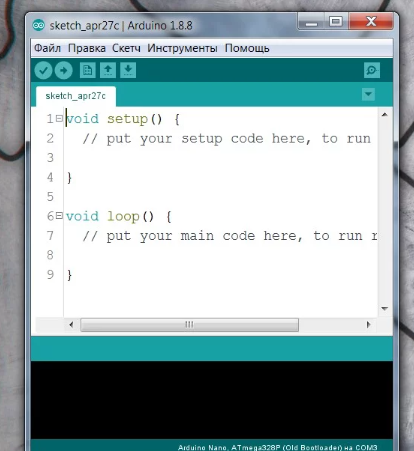 sketch_apr27c | Arduino 1.8.8
Файл Правка Скетч Инструменты Помощь
sketch_apr27c
1 void setup() {
2 // put your setup code here, to run
3
4 }
5
6 void loop() {
7 // put your main code here, to run r
8
9 }
Arduino Nano, ATmega328P (Old Bootloader) на COM3